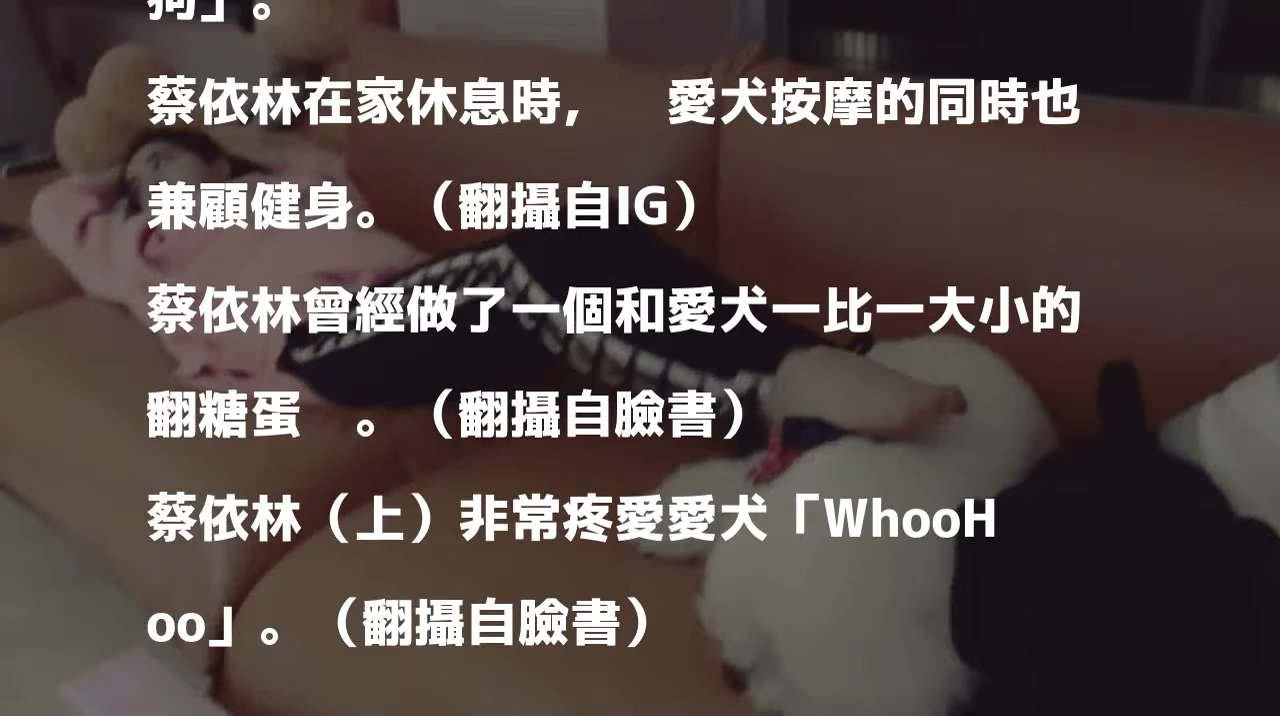 狗」。
蔡依林在家休息時，　愛犬按摩的同時也
兼顧健身。（翻攝自IG）
蔡依林曾經做了一個和愛犬一比一大小的
翻糖蛋　。（翻攝自臉書）
蔡依林（上）非常疼愛愛犬「WhooH
oo」。（翻攝自臉書）